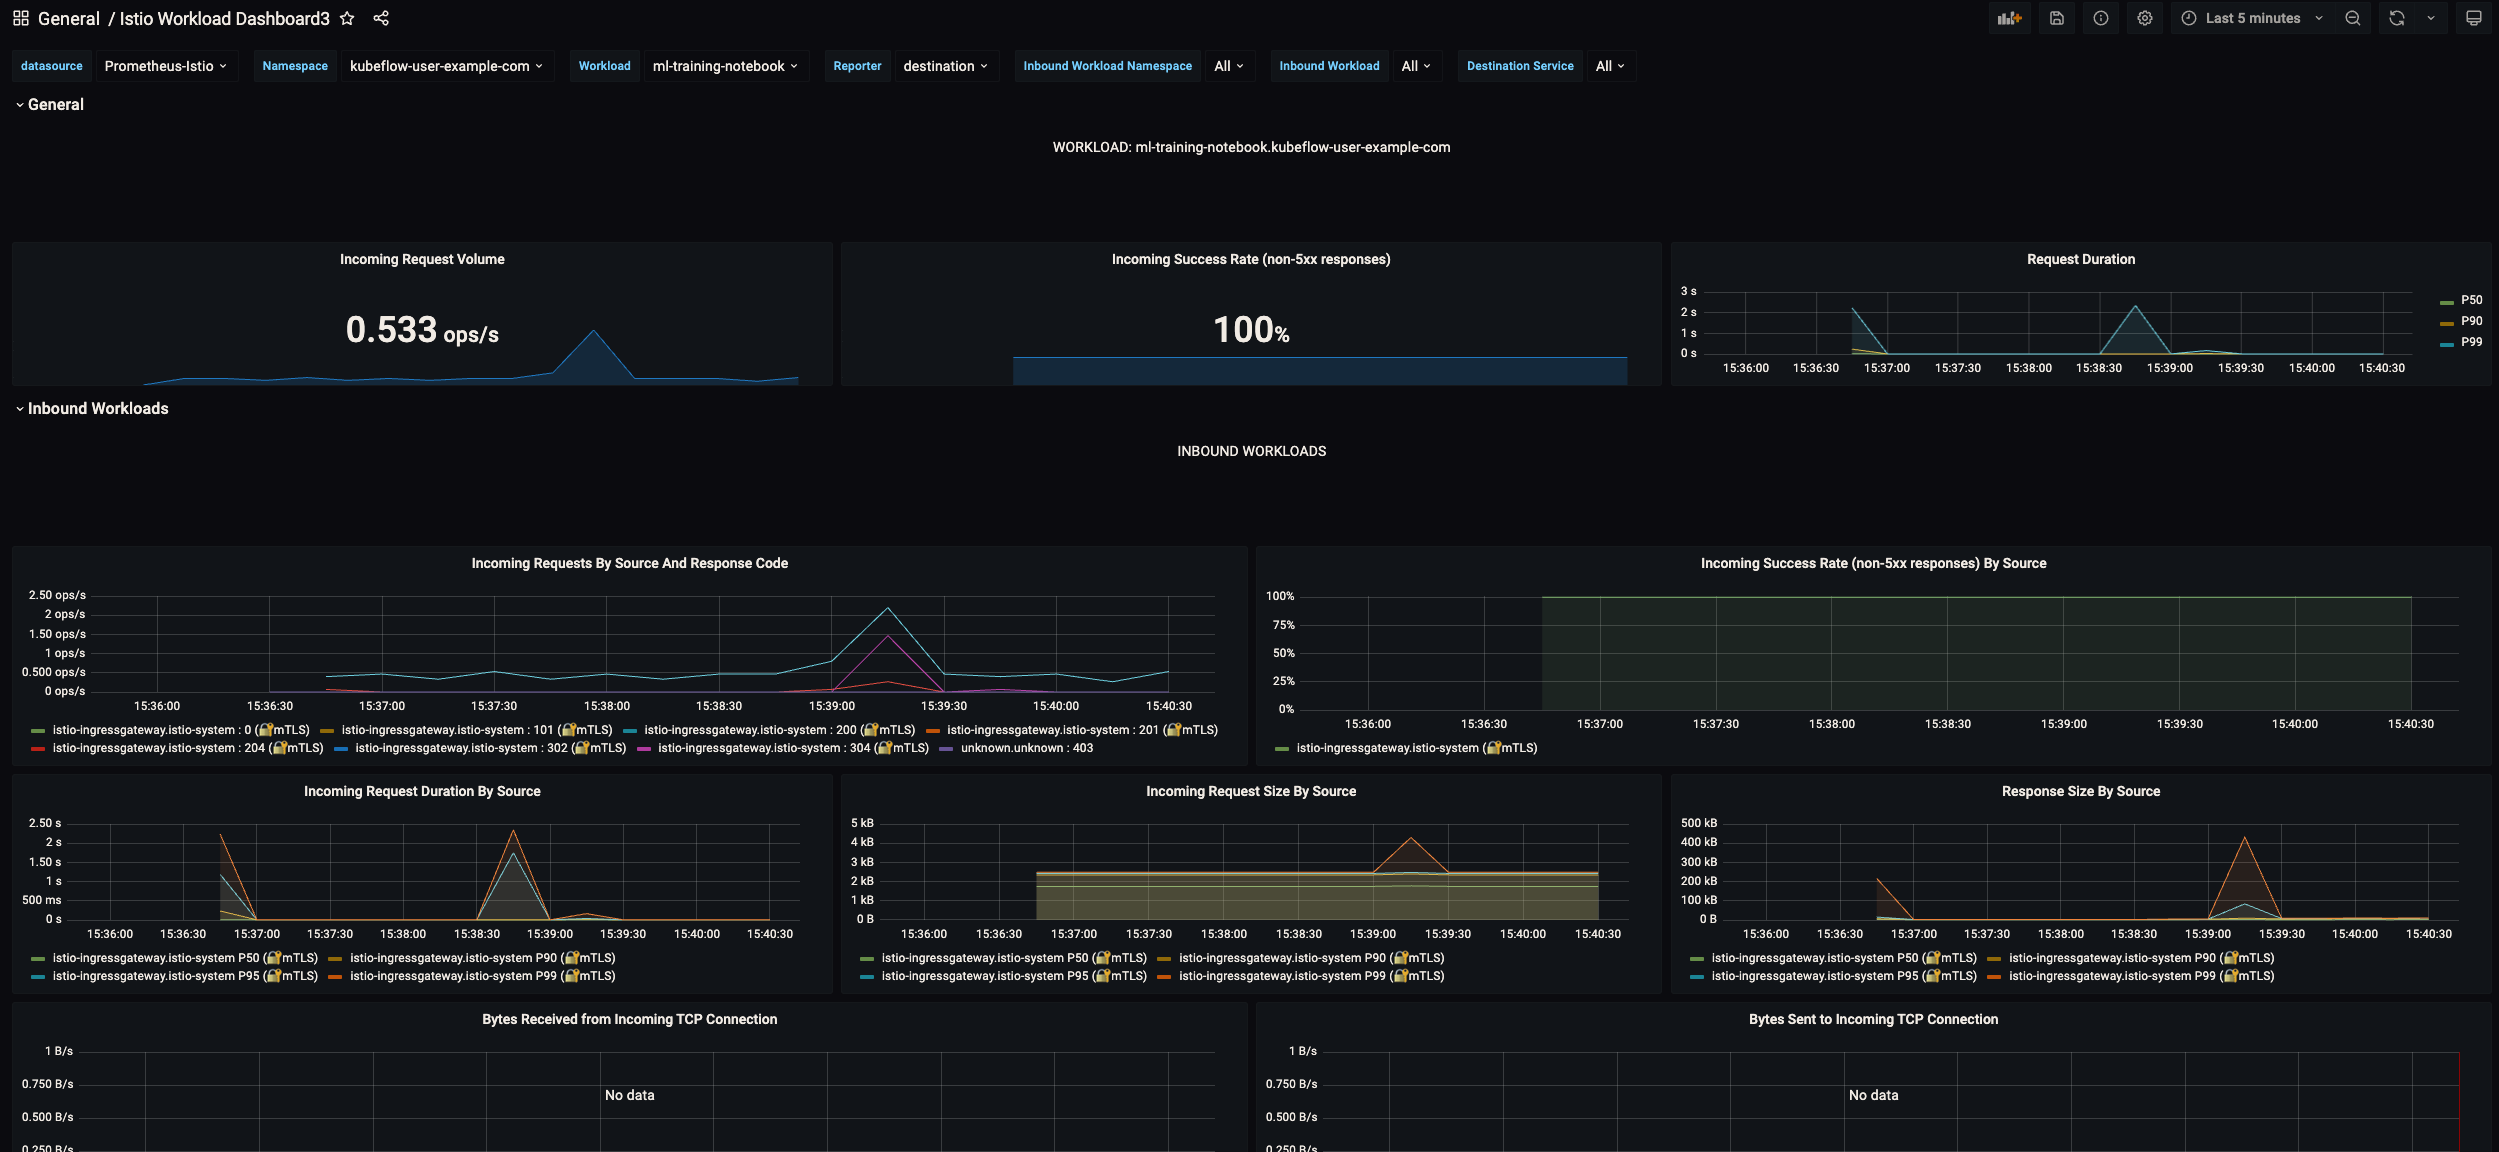 General / Istio Workload Dashboard3
Last 5 minutes
datasource Prometheus-Istio Namespace kubeflow-user-example-com Workload ml-training-notebook Reporter destination Inbound Workload Namespace All Inbound Workload All Destination Service All
General
WORKLOAD: ml-training-notebook.kubeflow-user-example-com
Incoming Request Volume
0.533 ops/s
Incoming Success Rate (non-5xx responses)
100%
Request Duration
3 s
2 s
1 s
0 s
15:36:00 15:36:30 15:37:00 15:37:30 15:38:00 15:38:30 15:39:00 15:39:30 15:40:00 15:40:30
P50
P90
P99
Inbound Workloads
INBOUND WORKLOADS
Incoming Requests By Source And Response Code
2.50 ops/s
2 ops/s
1.50 ops/s
1 ops/s
0.500 ops/s
0 ops/s
15:36:00 15:36:30 15:37:00 15:37:30 15:38:00 15:38:30 15:39:00 15:39:30 15:40:00 15:40:30
istio-ingressgateway.istio-system : 0 (🔐mTLS) istio-ingressgateway.istio-system : 101 (🔐mTLS) istio-ingressgateway.istio-system : 200 (🔐mTLS) istio-ingressgateway.istio-system : 201 (🔐mTLS)
istio-ingressgateway.istio-system : 204 (🔐mTLS) istio-ingressgateway.istio-system : 302 (🔐mTLS) istio-ingressgateway.istio-system : 304 (🔐mTLS) unknown.unknown : 403
Incoming Success Rate (non-5xx responses) By Source
100%
75%
50%
25%
0%
15:36:00 15:36:30 15:37:00 15:37:30 15:38:00 15:38:30 15:39:00 15:39:30 15:40:00 15:40:30
istio-ingressgateway.istio-system (🔐mTLS)
Incoming Request Duration By Source
2.50 s
2 s
1.50 s
1 s
500 ms
0 s
15:36:00 15:36:30 15:37:00 15:37:30 15:38:00 15:38:30 15:39:00 15:39:30 15:40:00 15:40:30
istio-ingressgateway.istio-system P50 (🔐mTLS) istio-ingressgateway.istio-system P90 (🔐mTLS)
istio-ingressgateway.istio-system P95 (🔐mTLS) istio-ingressgateway.istio-system P99 (🔐mTLS)
Incoming Request Size By Source
5 kB
4 kB
3 kB
2 kB
1 kB
0 B
15:36:00 15:36:30 15:37:00 15:37:30 15:38:00 15:38:30 15:39:00 15:39:30 15:40:00 15:40:30
istio-ingressgateway.istio-system P50 (🔐mTLS) istio-ingressgateway.istio-system P90 (🔐mTLS)
istio-ingressgateway.istio-system P95 (🔐mTLS) istio-ingressgateway.istio-system P99 (🔐mTLS)
Response Size By Source
500 kB
400 kB
300 kB
200 kB
100 kB
0 B
15:36:00 15:36:30 15:37:00 15:37:30 15:38:00 15:38:30 15:39:00 15:39:30 15:40:00 15:40:30
istio-ingressgateway.istio-system P50 (🔐mTLS) istio-ingressgateway.istio-system P90 (🔐mTLS)
istio-ingressgateway.istio-system P95 (🔐mTLS) istio-ingressgateway.istio-system P99 (🔐mTLS)
Bytes Received from Incoming TCP Connection
1 B/s
0.750 B/s
0.500 B/s
0.250 B/s
No data
Bytes Sent to Incoming TCP Connection
1 B/s
0.750 B/s
0.500 B/s
0.250 B/s
No data